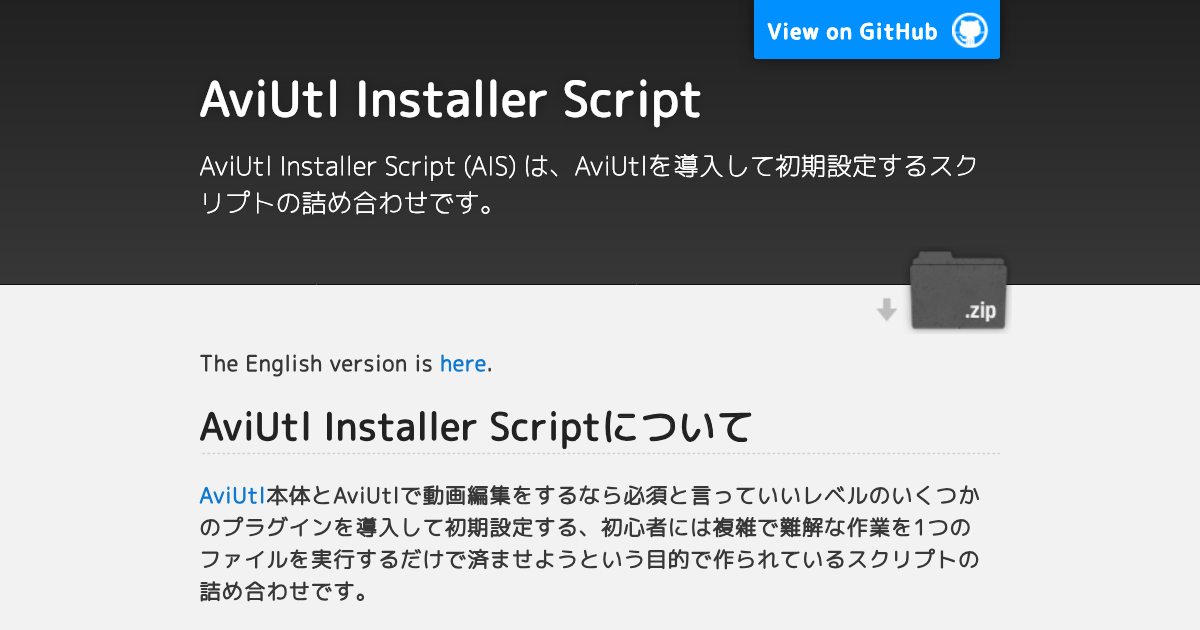 View on GitHub
AviUtl Installer Script
AviUtl Installer Script (AIS) は、AviUtlを導入して初期設定するスク
リプトの詰め合わせです。
.zip
The English version is here.
AviUtl Installer Scriptについて
AviUtl本体とAviUtlで動画編集をするなら必須と言っていいレベルのいくつか
のプラグインを導入して初期設定する、初心者には複雑で難解な作業を1つの
ファイルを実行するだけで済ませようという目的で作られているスクリプトの
詰め合わせです。